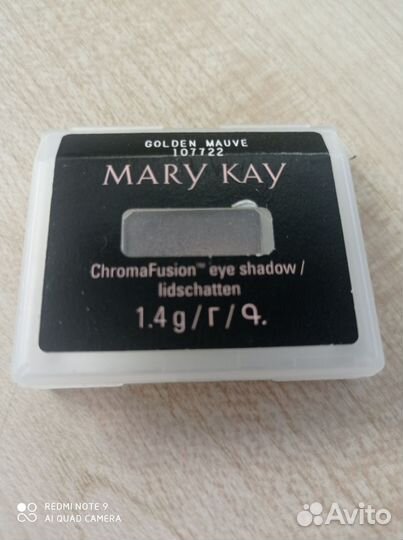 GOLDEN MAUVE
107722
MARY KAY
ChromaFusion™ eye shadow /
lidschatten
1.4 g / г / գ.
REDMI NOTE 9
AI QUAD CAMERA
Avito